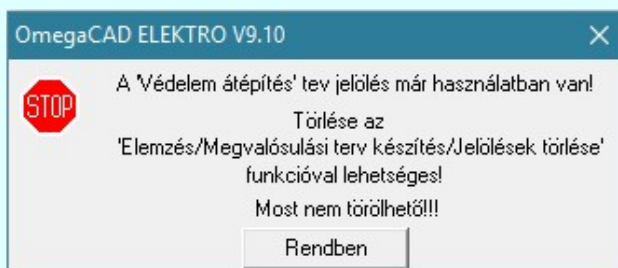 OmegaCAD ELEKTRO V9.10
STOP
A 'Védelem átépítés' tev jelölés már használatban van!
Törlése az
'Elemzés/Megvalósulási terv készítés/Jelölések törlése'
funkcióval lehetséges!
Most nem törölhető!!!
Rendben